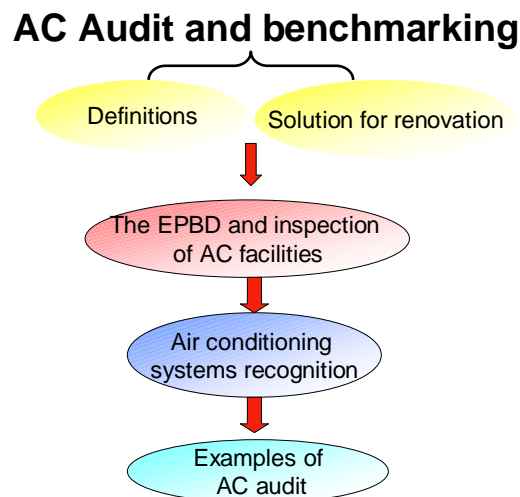 AC Audit and benchmarking
Definitions
Solution for renovation
The EPBD and inspection
of AC facilities
Air conditioning
systems recognition
Examples of
AC audit